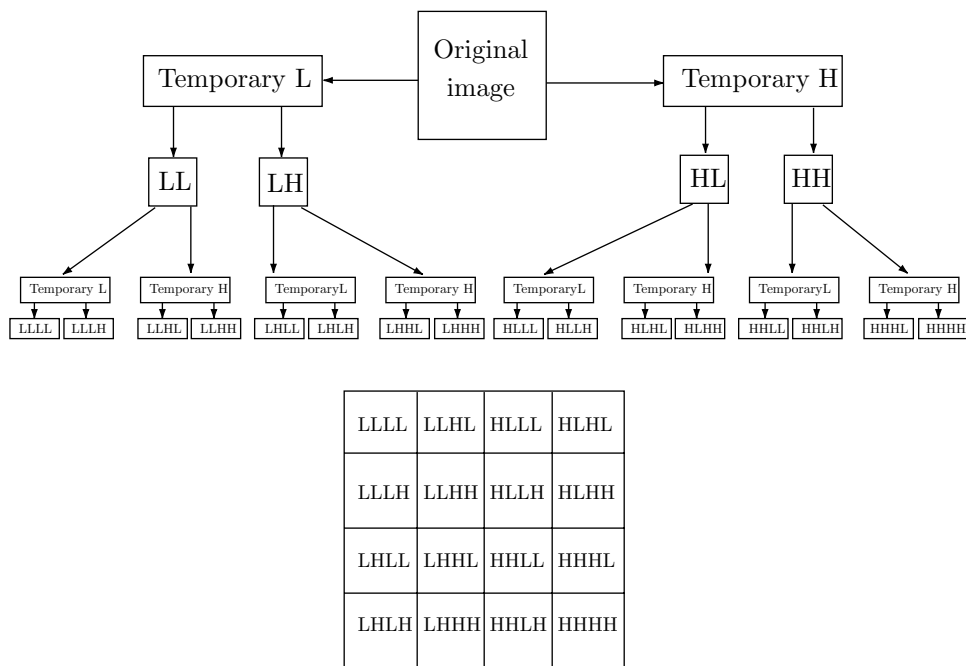 Original
image
Temporary L
Temporary H
LL
LH
HL
HH
Temporary L
Temporary H
TemporaryL
Temporary H
TemporaryL
Temporary H
TemporaryL
Temporary H
LLLL
LLLH
LLHL
LLHH
LHLL
LHLH
LHHL
LHHH
HLLL
HLLH
HLHL
HLHH
HHLL
HHLH
HHHL
HHHH
LLLL LLHL HLLL HLHL
LLLH LLHH HLLH HLHH
LHLL LHHL HHLL HHHL
LHLH LHHH HHLH HHHH